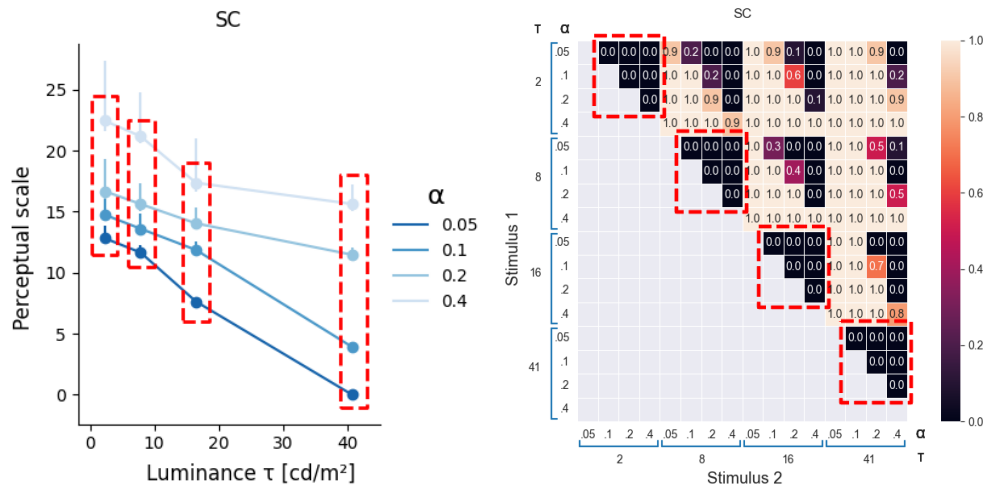 SC
Perceptual scale
25
20
15
10
5
0
0 10 20 30 40
Luminance τ [cd/m²]
α
0.05
0.1
0.2
0.4
SC
τ α
Stimulus 1
2
.05 0.0 0.0 0.0 0.9 0.2 0.0 0.0 1.0 0.9 0.1 0.0 1.0 1.0 0.9 0.0
.1 0.0 0.0 1.0 1.0 0.2 0.0 1.0 1.0 0.6 0.0 1.0 1.0 1.0 0.2
.2 0.0 1.0 1.0 0.9 0.0 1.0 1.0 1.0 0.1 1.0 1.0 1.0 0.9
.4 1.0 1.0 1.0 0.9 1.0 1.0 1.0 1.0 1.0 1.0 1.0 1.0
8
.05 0.0 0.0 0.0 1.0 0.3 0.0 0.0 1.0 1.0 0.5 0.1
.1 0.0 0.0 1.0 1.0 0.4 0.0 1.0 1.0 1.0 0.0
.2 0.0 1.0 1.0 1.0 0.0 1.0 1.0 1.0 0.5
.4 1.0 1.0 1.0 1.0 1.0 1.0 1.0 1.0
16
.05 0.0 0.0 0.0 1.0 1.0 0.0 0.0
.1 0.0 0.0 1.0 1.0 0.7 0.0
.2 0.0 1.0 1.0 1.0 0.0
.4 1.0 1.0 1.0 0.8
41
.05 0.0 0.0 0.0
.1 0.0 0.0
.2 0.0
.4
.05 .1 .2 .4 .05 .1 .2 .4 .05 .1 .2 .4 .05 .1 .2 .4 α
2 8 16 41 τ
Stimulus 2
1.0
0.8
0.6
0.4
0.2
0.0